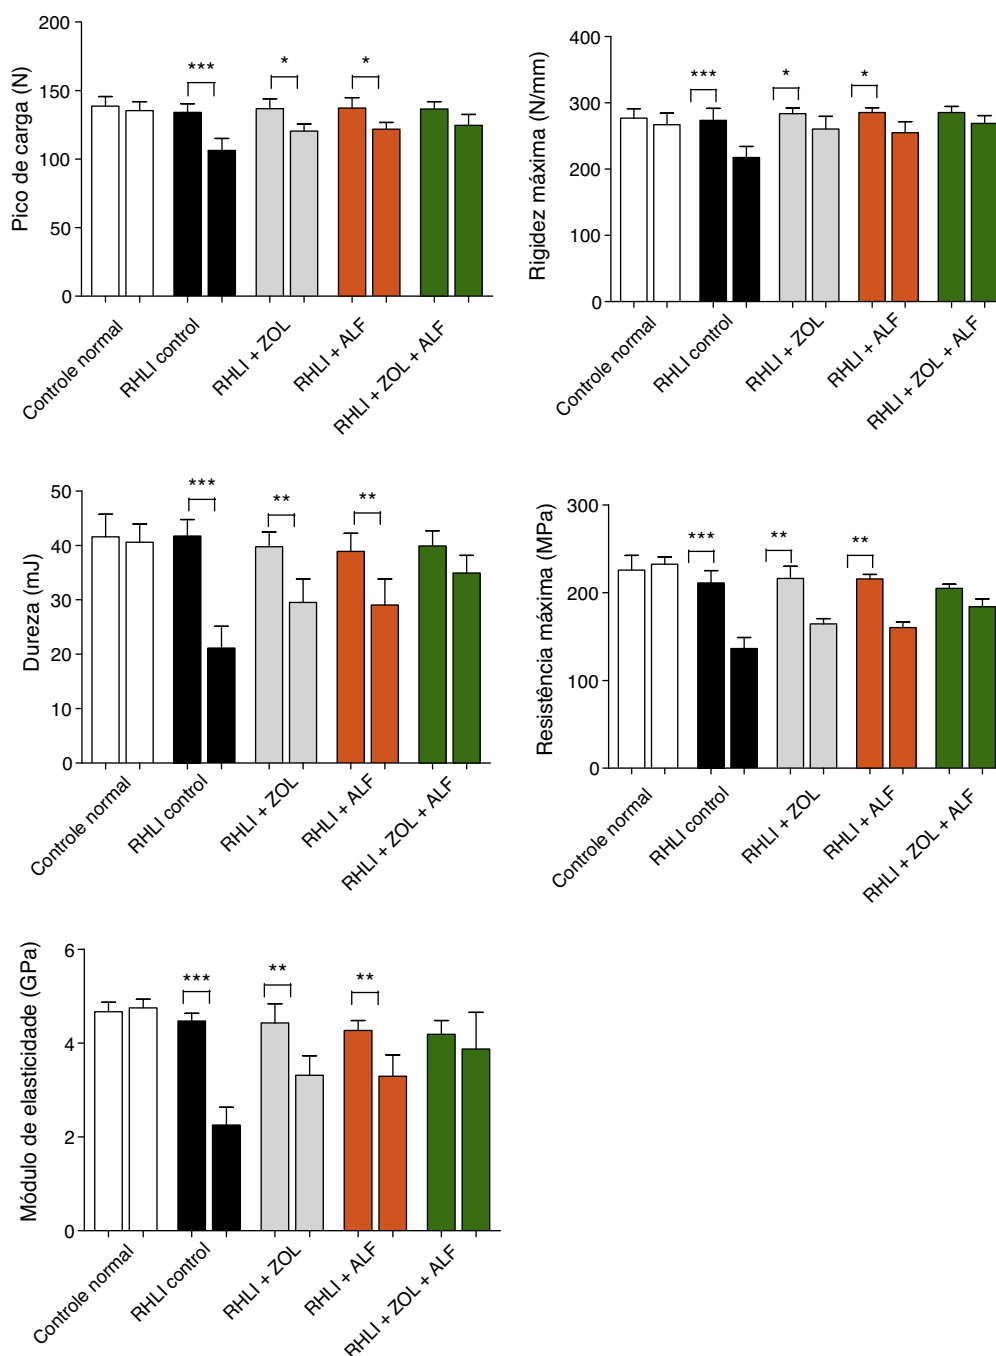 Pico de carga (N)
200
150
100
50
0
***
*
*
Controle normal
RHLI control
RHLI + ZOL
RHLI + ALF
RHLI + ZOL + ALF
Rigidez máxima (N/mm)
400
300
200
100
0
***
*
*
Controle normal
RHLI control
RHLI + ZOL
RHLI + ALF
RHLI + ZOL + ALF
Dureza (mJ)
50
40
30
20
10
0
***
**
**
Controle normal
RHLI control
RHLI + ZOL
RHLI + ALF
RHLI + ZOL + ALF
Resistência máxima (MPa)
300
200
100
0
***
**
**
Controle normal
RHLI control
RHLI + ZOL
RHLI + ALF
RHLI + ZOL + ALF
Módulo de elasticidade (GPa)
6
4
2
0
***
**
**
Controle normal
RHLI control
RHLI + ZOL
RHLI + ALF
RHLI + ZOL + ALF